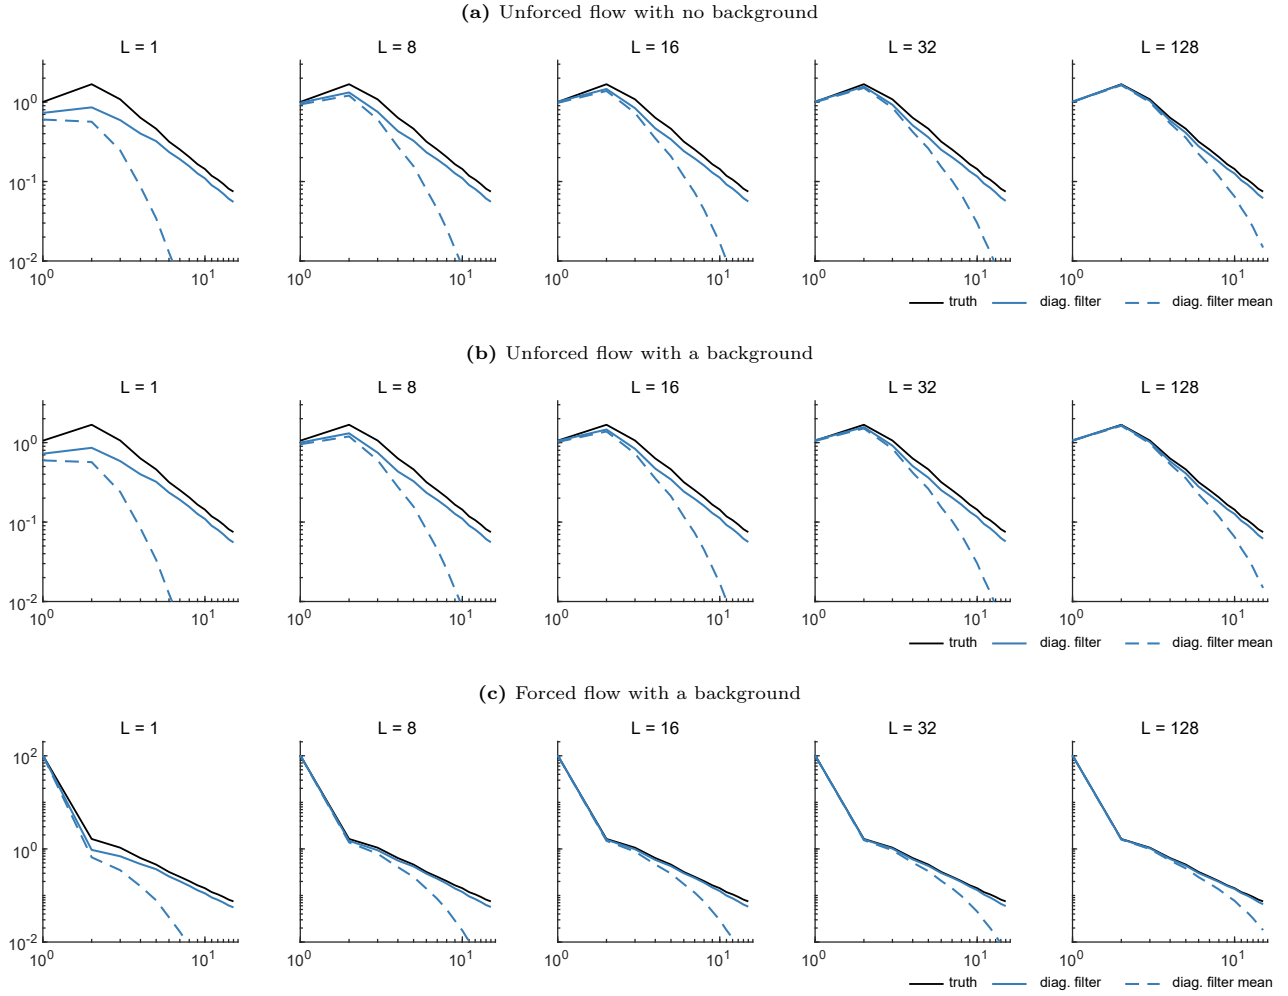 (a) Unforced flow with no background
L = 1 L = 8 L = 16 L = 32 L = 128
10^0
10^-1
10^-2
10^0 10^1 10^0 10^1 10^0 10^1 10^0 10^1 10^0 10^1
truth diag. filter diag. filter mean
(b) Unforced flow with a background
L = 1 L = 8 L = 16 L = 32 L = 128
10^0
10^-1
10^-2
10^0 10^1 10^0 10^1 10^0 10^1 10^0 10^1 10^0 10^1
truth diag. filter diag. filter mean
(c) Forced flow with a background
L = 1 L = 8 L = 16 L = 32 L = 128
10^2
10^0
10^-2
10^0 10^1 10^0 10^1 10^0 10^1 10^0 10^1 10^0 10^1
truth diag. filter diag. filter mean